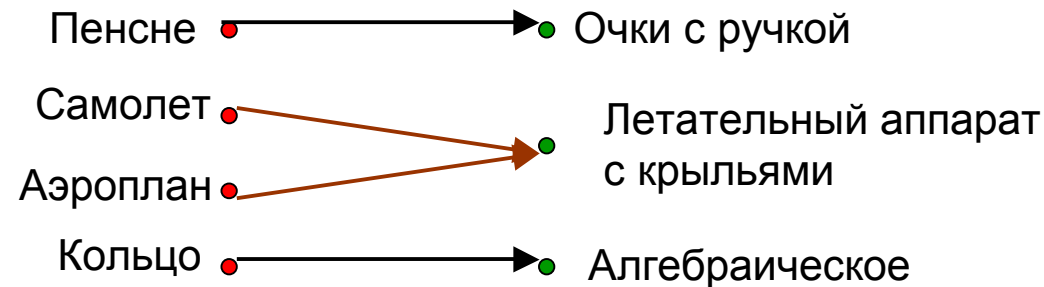 Пенсне Очки с ручкой
Самолет
Летательный аппарат
с крыльями
Аэроплан
Кольцо
Алгебраическое